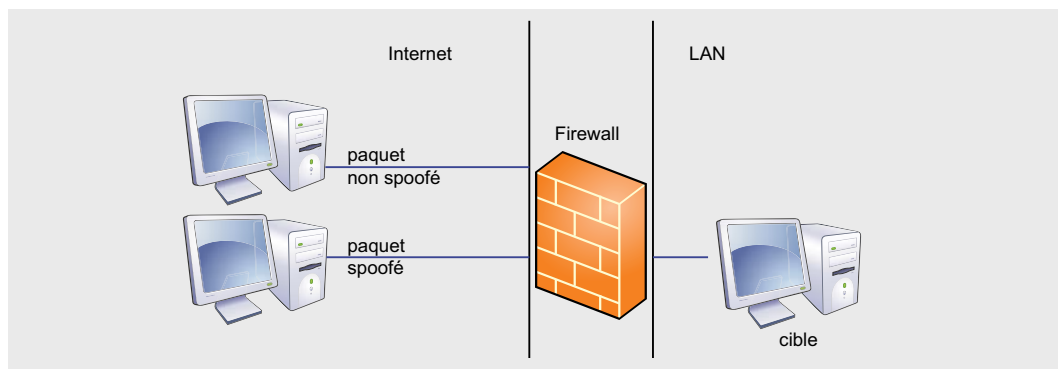 Internet
LAN
Firewall
paquet
non spoofé
paquet
spoofé
cible